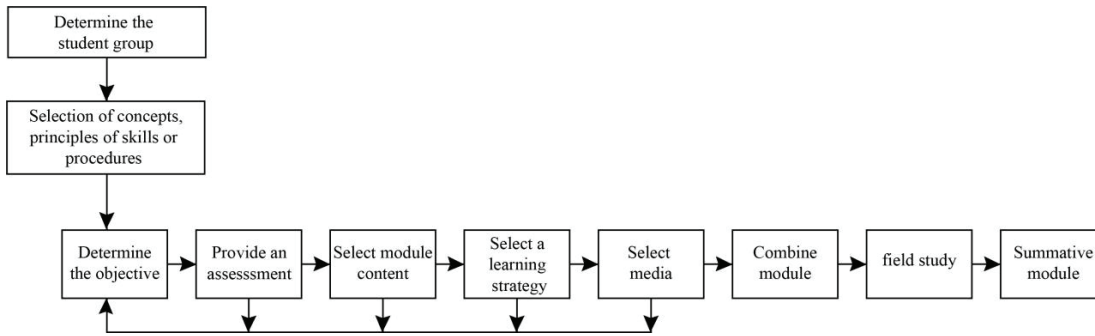 Determine the
student group
Selection of concepts,
principles of skills or
procedures
Determine
the objective
Provide an
assesssment
Select module
content
Select a
learning
strategy
Select
media
Combine
module
field study
Summative
module